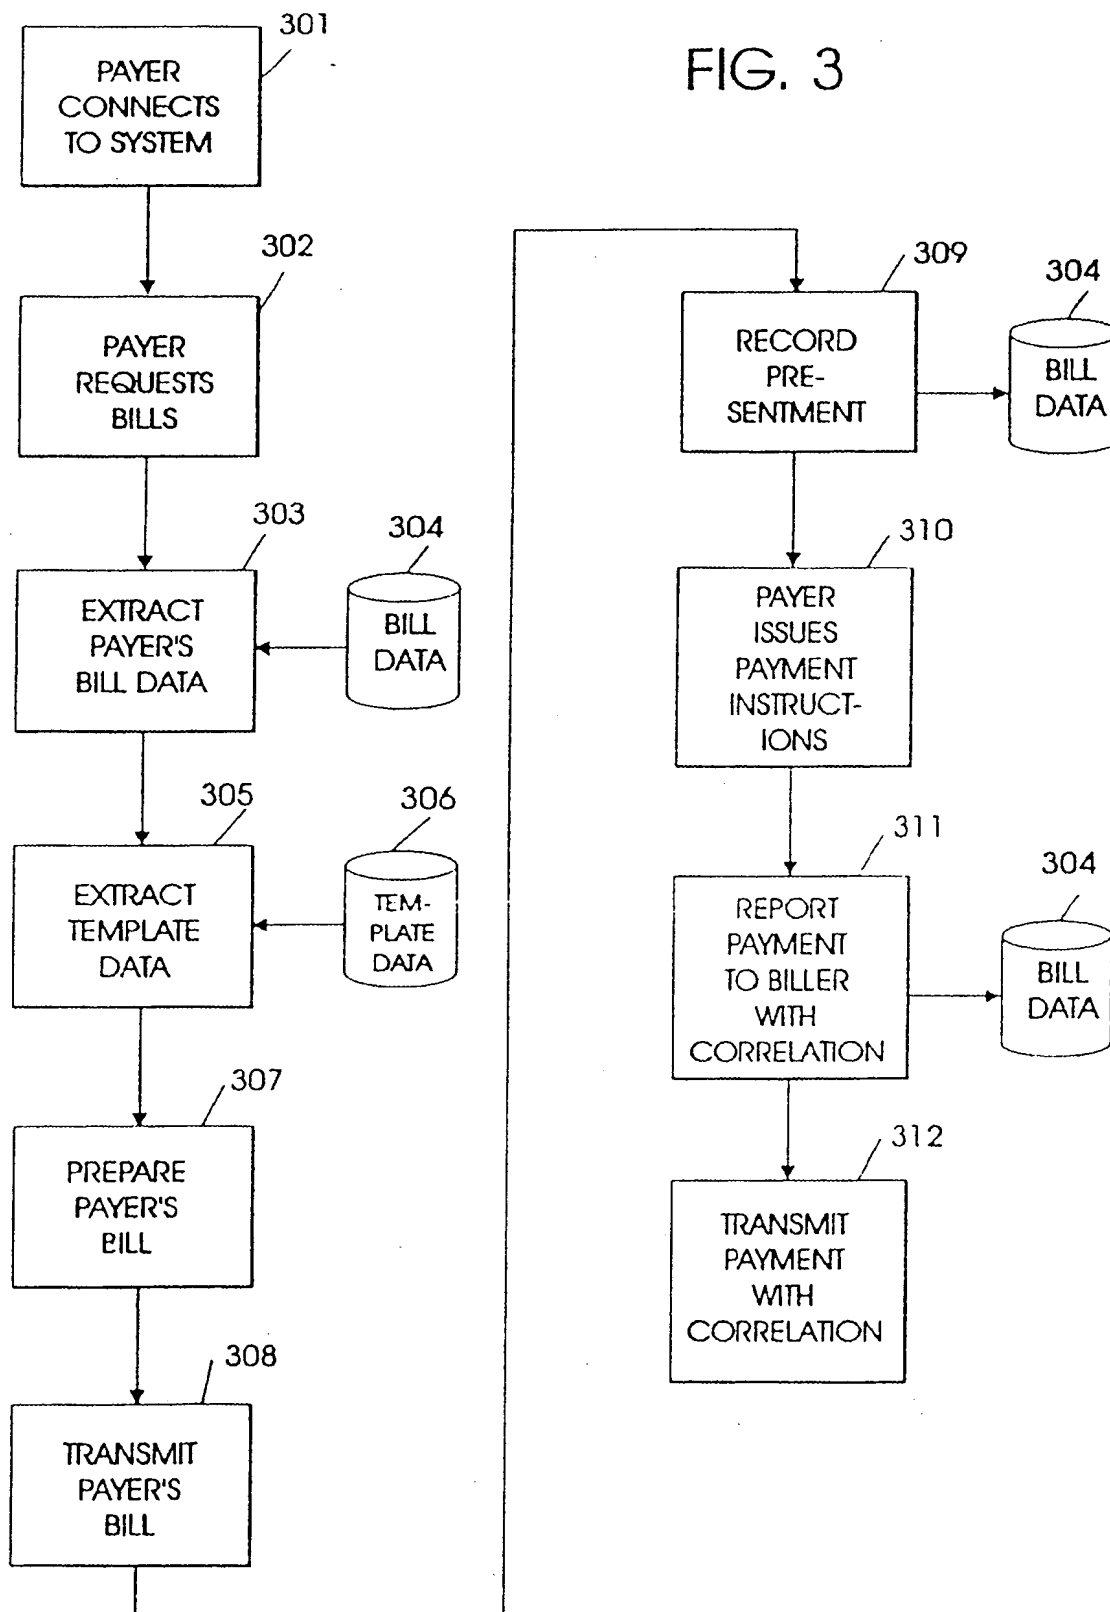 FIG. 3
301
PAYER
CONNECTS
TO SYSTEM
302
PAYER
REQUESTS
BILLS
303
EXTRACT
PAYER'S
BILL DATA
304
BILL
DATA
305
EXTRACT
TEMPLATE
DATA
306
TEM-
PLATE
DATA
307
PREPARE
PAYER'S
BILL
308
TRANSMIT
PAYER'S
BILL
309
RECORD
PRE-
SENTMENT
304
BILL
DATA
310
PAYER
ISSUES
PAYMENT
INSTRUCT-
IONS
311
REPORT
PAYMENT
TO BILLER
WITH
CORRELATION
304
BILL
DATA
312
TRANSMIT
PAYMENT
WITH
CORRELATION